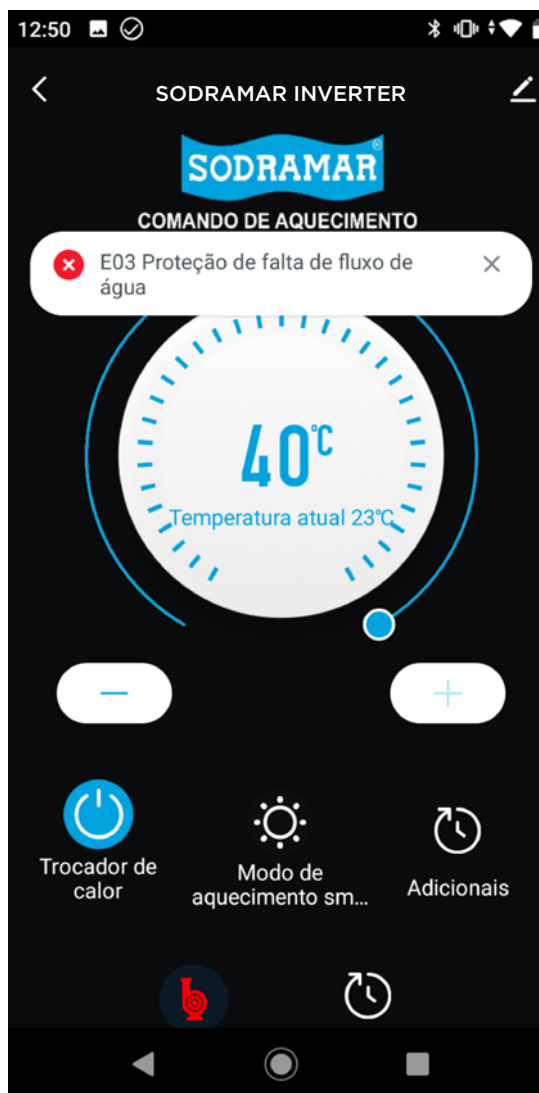 12:50
SODRAMAR INVERTER
SODRAMAR®
COMANDO DE AQUECIMENTO
E03 Proteção de falta de fluxo de
água
40°C
Temperatura atual 23°C
Trocador de
calor
Modo de
aquecimento sm...
Adicionais